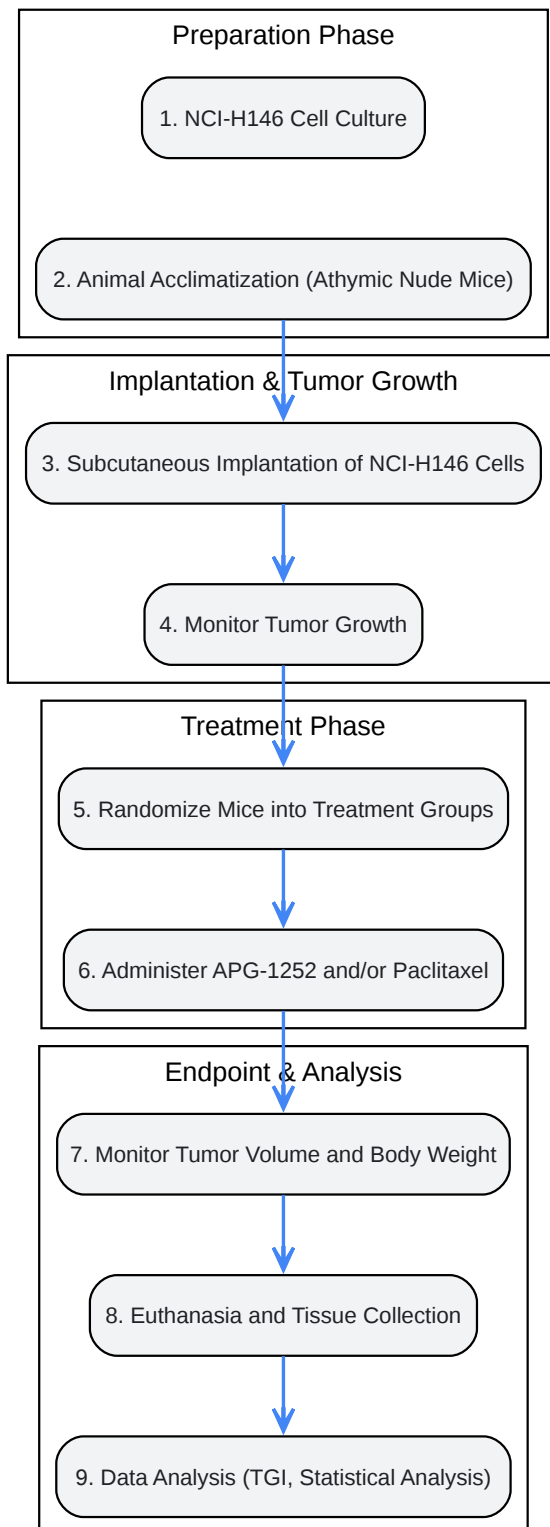 Preparation Phase
1. NCI-H146 Cell Culture
2. Animal Acclimatization (Athymic Nude Mice)
Implantation & Tumor Growth
3. Subcutaneous Implantation of NCI-H146 Cells
4. Monitor Tumor Growth
Treatment Phase
5. Randomize Mice into Treatment Groups
6. Administer APG-1252 and/or Paclitaxel
Endpoint & Analysis
7. Monitor Tumor Volume and Body Weight
8. Euthanasia and Tissue Collection
9. Data Analysis (TGI, Statistical Analysis)